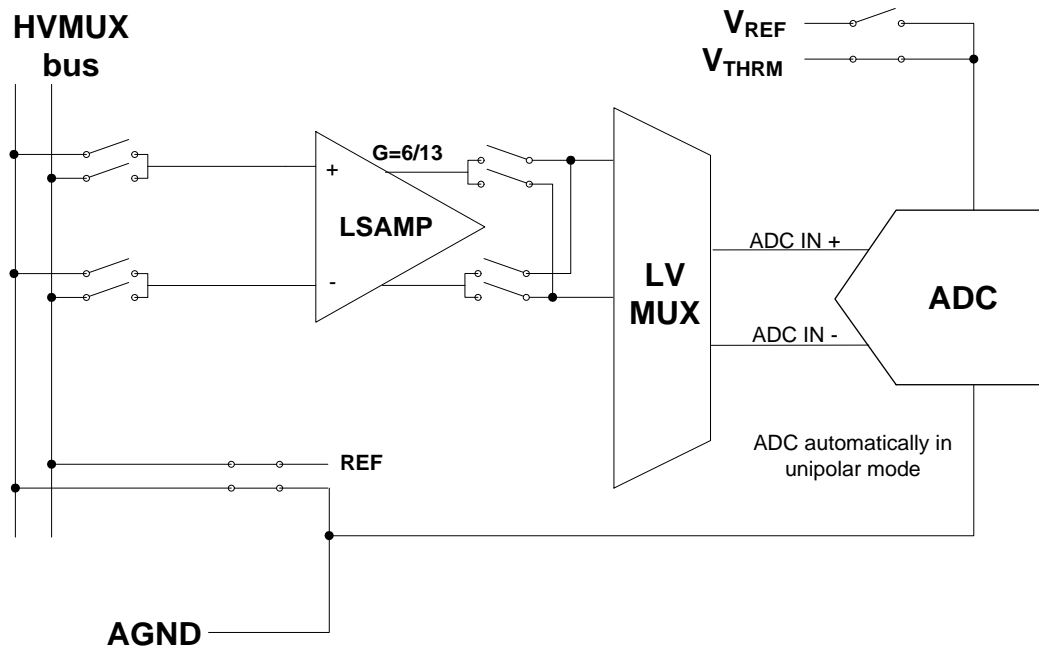 HVMUX
bus
VREF
VTHRM
G=6/13
+
LSAMP
-
LV
MUX
ADC IN +
ADC IN -
ADC
ADC automatically in
unipolar mode
REF
AGND